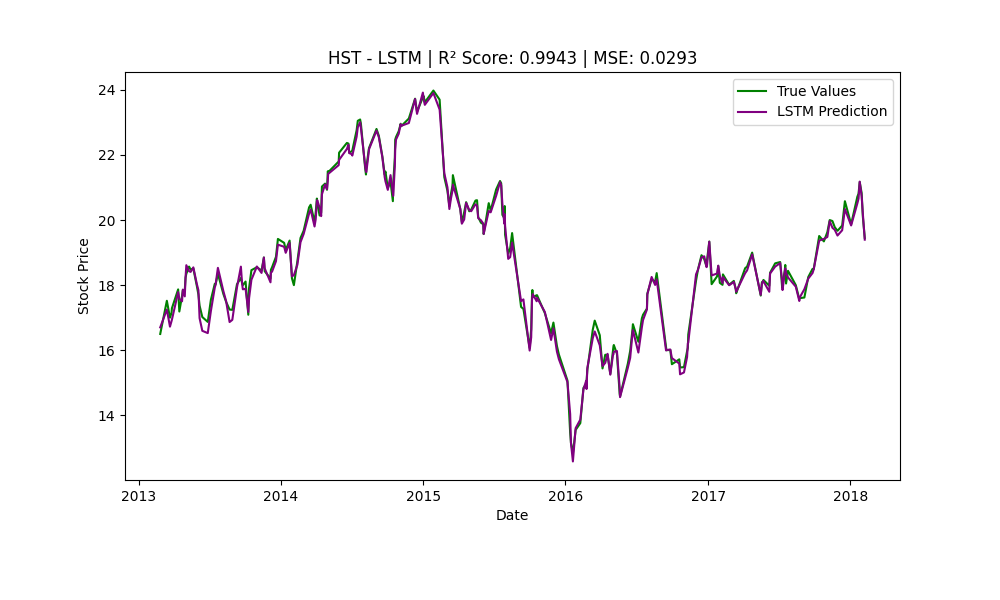 HST - LSTM | R² Score: 0.9943 | MSE: 0.0293
True Values
LSTM Prediction
Stock Price
24
22
20
18
16
14
2013 2014 2015 2016 2017 2018
Date